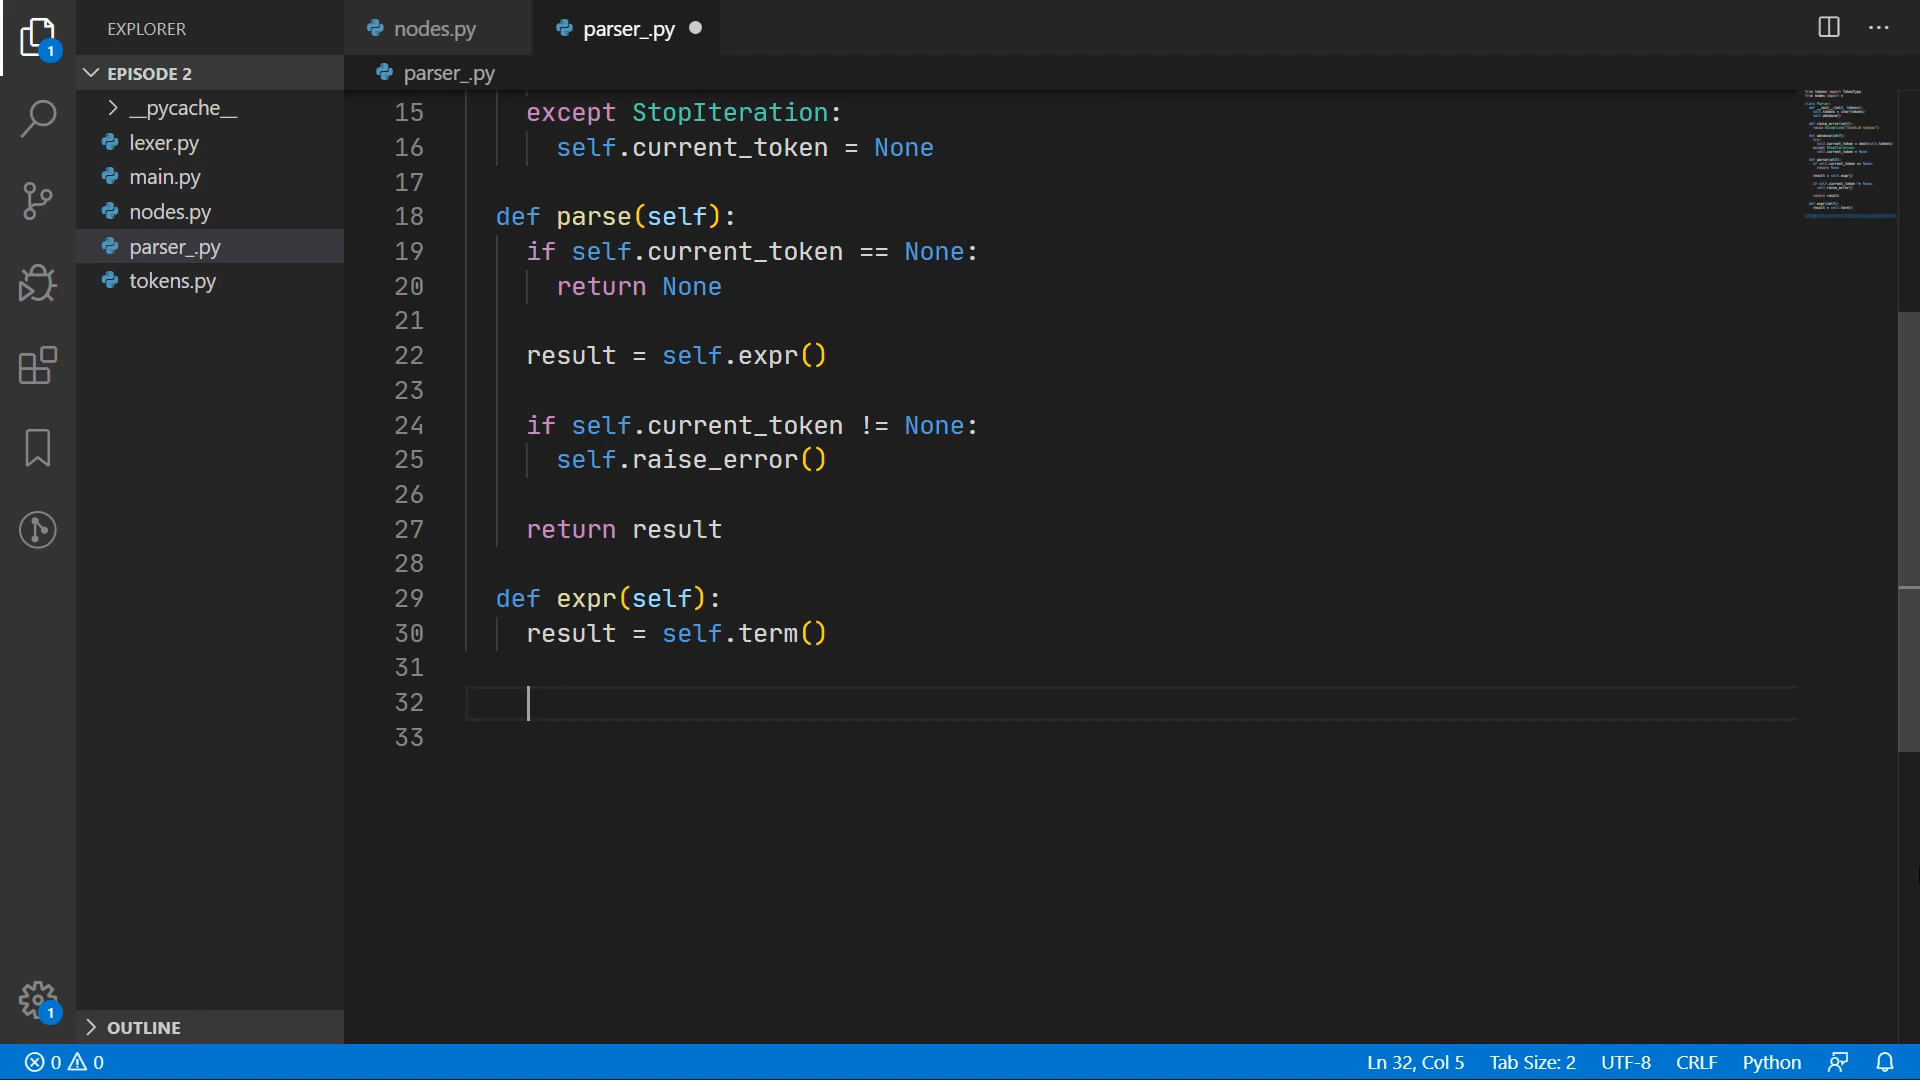 EXPLORER
nodes.py
parser_.py
1
EPISODE 2
parser_.py
__pycache__
lexer.py
main.py
nodes.py
parser_.py
tokens.py
15 except StopIteration:
16 self.current_token = None
17
18 def parse(self):
19 if self.current_token == None:
20 return None
21
22 result = self.expr()
23
24 if self.current_token != None:
25 self.raise_error()
26
27 return result
28
29 def expr(self):
30 result = self.term()
31
32
33
1
OUTLINE
0 0
Ln 32, Col 5
Tab Size: 2
UTF-8
CRLF
Python